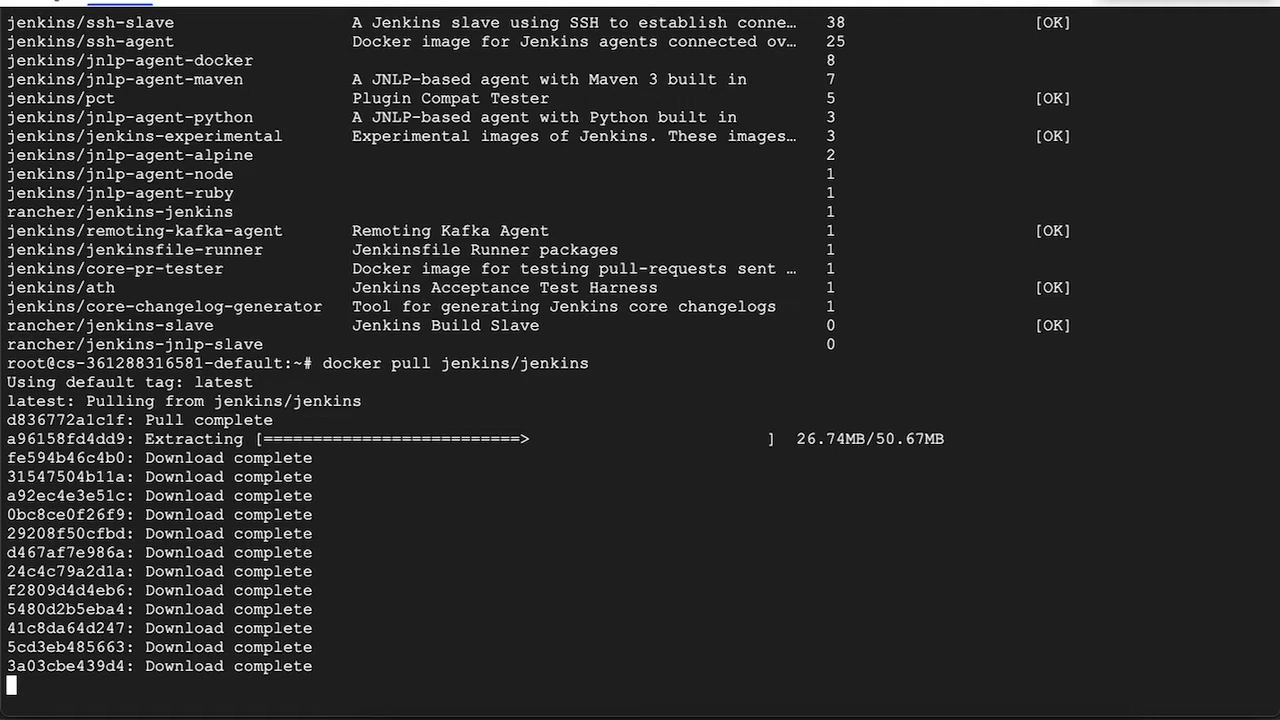 jenkins/ssh-slave A Jenkins slave using SSH to establish conne… 38 [OK]
jenkins/ssh-agent Docker image for Jenkins agents connected ov… 25
jenkins/jnlp-agent-docker 8
jenkins/jnlp-agent-maven A JNLP-based agent with Maven 3 built in 7
jenkins/pct Plugin Compat Tester 5 [OK]
jenkins/jnlp-agent-python A JNLP-based agent with Python built in 3
jenkins/jenkins-experimental Experimental images of Jenkins. These images… 3 [OK]
jenkins/jnlp-agent-alpine 2
jenkins/jnlp-agent-node 1
jenkins/jnlp-agent-ruby 1
rancher/jenkins-jenkins 1
jenkins/remoting-kafka-agent Remoting Kafka Agent 1 [OK]
jenkins/jenkinsfile-runner Jenkinsfile Runner packages 1
jenkins/core-pr-tester Docker image for testing pull-requests sent … 1
jenkins/ath Jenkins Acceptance Test Harness 1 [OK]
jenkins/core-changelog-generator Tool for generating Jenkins core changelogs 1
rancher/jenkins-slave Jenkins Build Slave 0 [OK]
rancher/jenkins-jnlp-slave 0
root@cs-361288316581-default:~# docker pull jenkins/jenkins
Using default tag: latest
latest: Pulling from jenkins/jenkins
d836772a1c1f: Pull complete
a96158fd4dd9: Extracting [==========================> ] 26.74MB/50.67MB
fe594b46c4b0: Download complete
31547504b11a: Download complete
a92ec4e3e51c: Download complete
0bc8ce0f26f9: Download complete
29208f50cfbd: Download complete
d467af7e986a: Download complete
24c4c79a2d1a: Download complete
f2809d4d4eb6: Download complete
5480d2b5eba4: Download complete
41c8da64d247: Download complete
5cd3eb485663: Download complete
3a03cbe439d4: Download complete